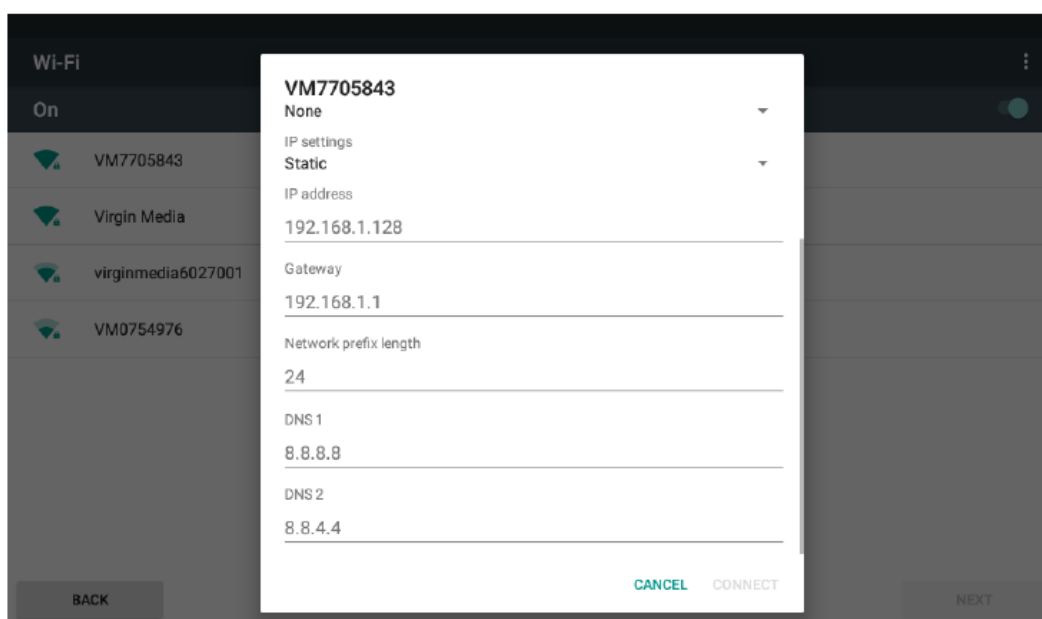 Wi-Fi
On
VM7705843
Virgin Media
virginmedia6027001
VM0754976
VM7705843
None
IP settings
Static
IP address
192.168.1.128
Gateway
192.168.1.1
Network prefix length
24
DNS 1
8.8.8.8
DNS 2
8.8.4.4
CANCEL CONNECT
BACK NEXT